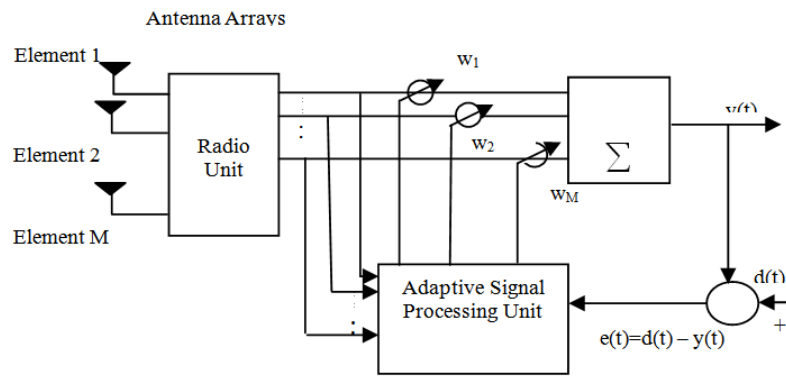 Antenna Arrays
Element 1
w1
y(t)
Radio
Unit
Σ
Element 2
w2
wM
Element M
Adaptive Signal
Processing Unit
d(t)
+
e(t)=d(t) – y(t)